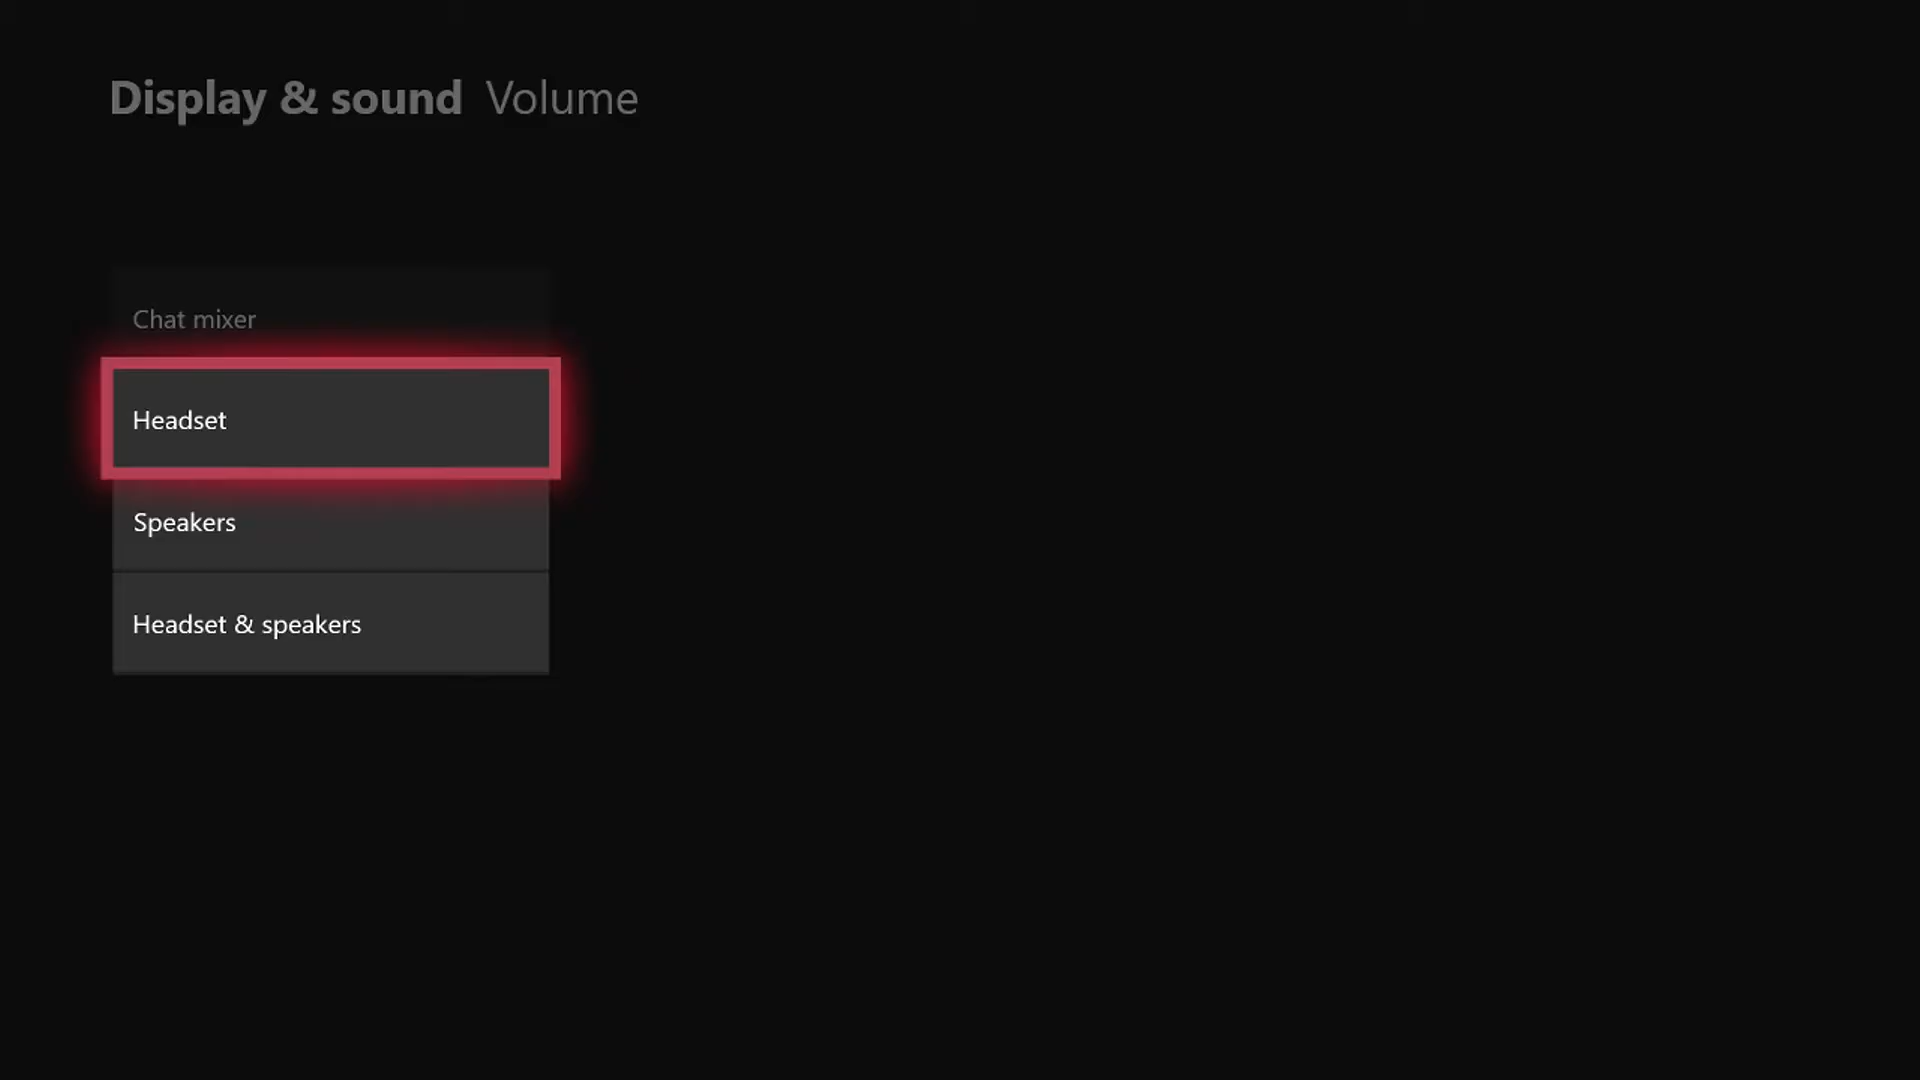 Display & sound Volume
Chat mixer
Headset
Speakers
Headset & speakers